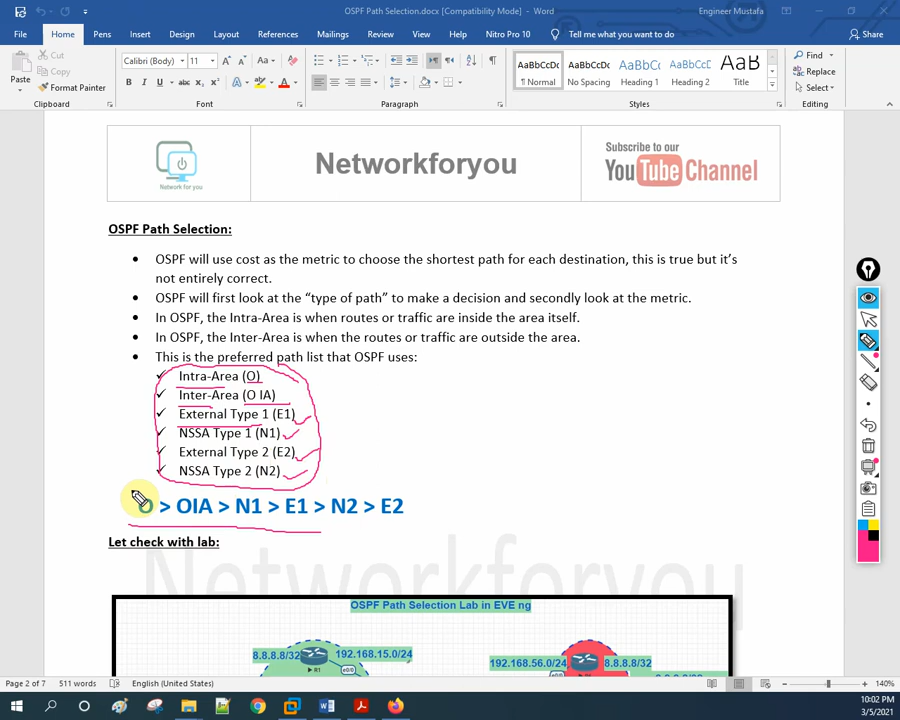 OSPF Path Selection.docx [Compatibility Mode] - Word
Engineer Mustafa
File Home Pens Insert Design Layout References Mailings Review View Help Nitro Pro 10 Tell me what you want to do Share
Paste
Cut
Copy
Format Painter
Calibri (Body) 11
AaBbCcDc AaBbCcDc AaBbCc AaBbCcD AaB
¶ Normal No Spacing Heading 1 Heading 2 Title
Find
Replace
Select
Clipboard Font Paragraph Styles Editing
Network for you
Networkforyou
Subscribe to our
YouTube Channel
OSPF Path Selection:
• OSPF will use cost as the metric to choose the shortest path for each destination, this is true but it's
not entirely correct.
• OSPF will first look at the “type of path” to make a decision and secondly look at the metric.
• In OSPF, the Intra-Area is when routes or traffic are inside the area itself.
• In OSPF, the Inter-Area is when the routes or traffic are outside the area.
• This is the preferred path list that OSPF uses:
✓ Intra-Area (O)
✓ Inter-Area (O IA)
✓ External Type 1 (E1)
✓ NSSA Type 1 (N1)
✓ External Type 2 (E2)
✓ NSSA Type 2 (N2)
O > OIA > N1 > E1 > N2 > E2
Let check with lab:
Networkforyou
OSPF Path Selection Lab in EVE ng
8.8.8.8/32 192.168.15.0/24
R1
e0/0
192.168.56.0/24 8.8.8.8/32
Page 2 of 7 511 words English (United States) 140%
10:02 PM
3/5/2021